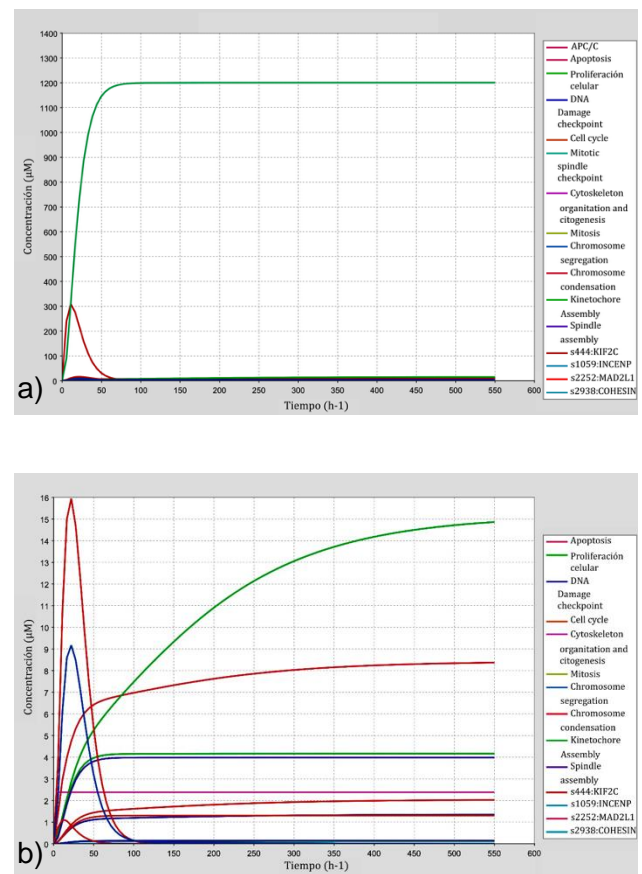 1400
1300
1200
1100
1000
900
800
700
600
500
400
300
200
100
0
Concentración (µM)
0 50 100 150 200 250 300 350 400 450 500 550 600
Tiempo (h-1)
a)
APC/C
Apoptosis
Proliferación
celular
DNA
Damage
checkpoint
Cell cycle
Mitotic
spindle
checkpoint
Cytoskeleton
organitation and
citogenesis
Mitosis
Chromosome
segregation
Chromosome
condensation
Kinetochore
Assembly
Spindle
assembly
s444:KIF2C
s1059:INCENP
s2252:MAD2L1
s2938:COHESIN
16
15
14
13
12
11
10
9
8
7
6
5
4
3
2
1
0
Concentración (µM)
0 50 100 150 200 250 300 350 400 450 500 550 600
Tiempo (h-1)
b)
Apoptosis
Proliferación
celular
DNA
Damage
checkpoint
Cell cycle
Cytoskeleton
organitation and
citogenesis
Mitosis
Chromosome
segregation
Chromosome
condensation
Kinetochore
Assembly
Spindle
assembly
s444:KIF2C
s1059:INCENP
s2252:MAD2L1
s2938:COHESIN